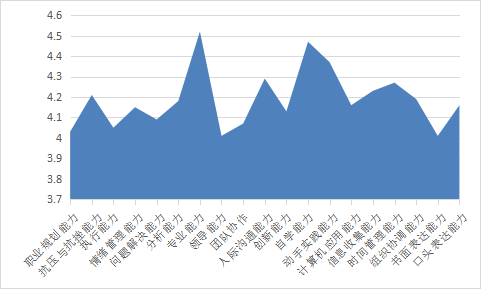 4.6
4.5
4.4
4.3
4.2
4.1
4
3.9
3.8
3.7
职业规划能力
抗压与抗挫能力
执行能力
情绪管理能力
问题解决能力
分析能力
专业能力
领导能力
团队协作
人际沟通能力
创新能力
自学能力
动手实践能力
计算机应用能力
信息收集能力
时间管理能力
组织协调能力
书面表达能力
口头表达能力